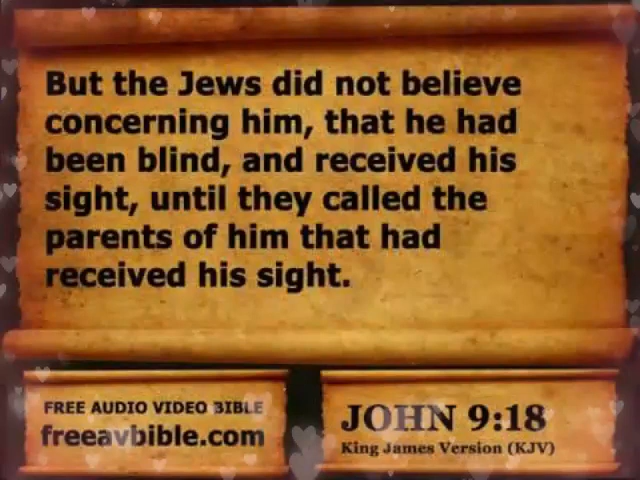 But the Jews did not believe
concerning him, that he had
been blind, and received his
sight, until they called the
parents of him that had
received his sight.
FREE AUDIO VIDEO BIBLE
freeavbible.com
JOHN 9:18
King James Version (KJV)